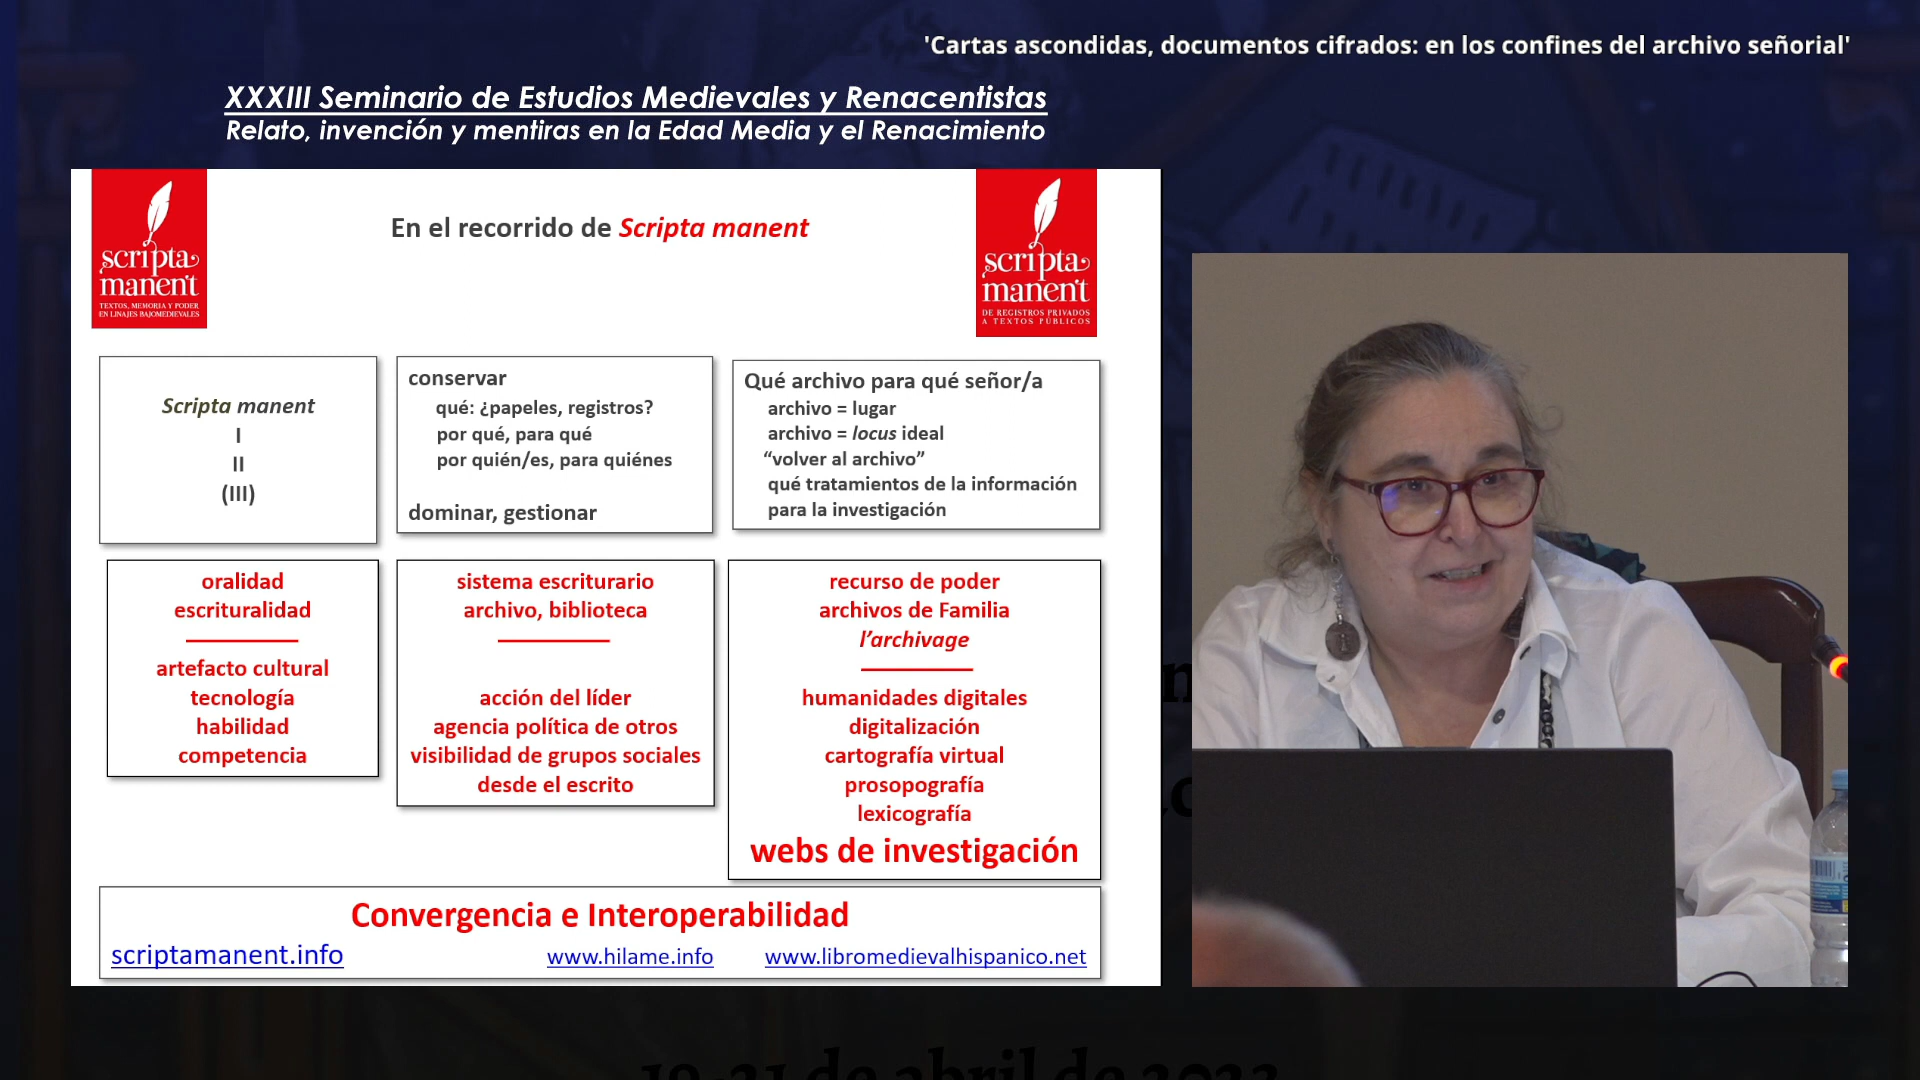 'Cartas ascondidas, documentos cifrados: en los confines del archivo señorial'
XXXIII Seminario de Estudios Medievales y Renacentistas
Relato, invención y mentiras en la Edad Media y el Renacimiento
scripta
manent
TEXTOS, MEMORIA Y PODER
EN LINAJES BAJOMEDIEVALES
En el recorrido de Scripta manent
scripta
manent
DE REGISTROS PRIVADOS
A TEXTOS PÚBLICOS
Scripta manent
I
II
(III)
conservar
qué: ¿papeles, registros?
por qué, para qué
por quién/es, para quiénes
dominar, gestionar
Qué archivo para qué señor/a
archivo = lugar
archivo = locus ideal
“volver al archivo”
qué tratamientos de la información
para la investigación
oralidad
escrituralidad
artefacto cultural
tecnología
habilidad
competencia
sistema escriturario
archivo, biblioteca
acción del líder
agencia política de otros
visibilidad de grupos sociales
desde el escrito
recurso de poder
archivos de Familia
l’archivage
humanidades digitales
digitalización
cartografía virtual
prosopografía
lexicografía
webs de investigación
Convergencia e Interoperabilidad
scriptamanent.info
www.hilame.info
www.libromedievalhispanico.net
19-21 de abril de 2023